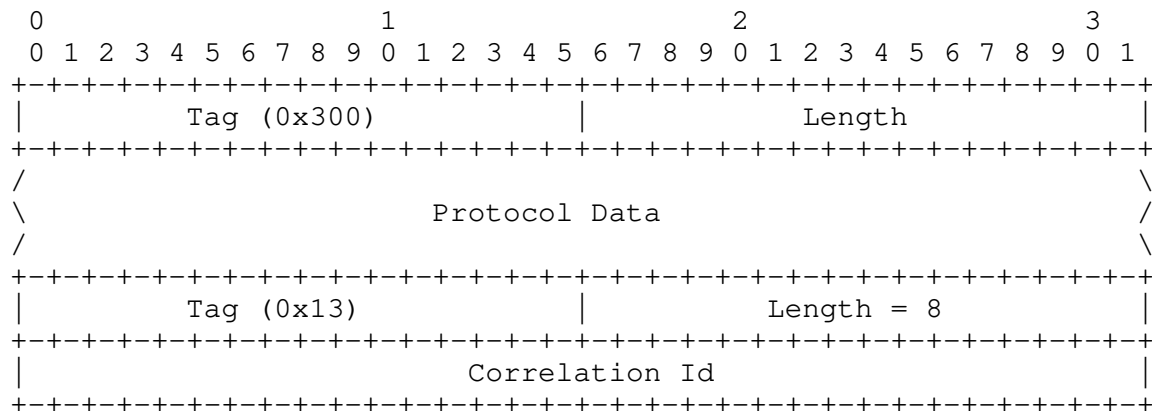 0                   1                   2                   3
 0 1 2 3 4 5 6 7 8 9 0 1 2 3 4 5 6 7 8 9 0 1 2 3 4 5 6 7 8 9 0 1
+-+-+-+-+-+-+-+-+-+-+-+-+-+-+-+-+-+-+-+-+-+-+-+-+-+-+-+-+-+-+-+-+
|         Tag (0x300)           |            Length             |
+-+-+-+-+-+-+-+-+-+-+-+-+-+-+-+-+-+-+-+-+-+-+-+-+-+-+-+-+-+-+-+-+
/                                                               \
\                       Protocol Data                           /
/                                                               \
+-+-+-+-+-+-+-+-+-+-+-+-+-+-+-+-+-+-+-+-+-+-+-+-+-+-+-+-+-+-+-+-+
|         Tag (0x13)            |          Length = 8           |
+-+-+-+-+-+-+-+-+-+-+-+-+-+-+-+-+-+-+-+-+-+-+-+-+-+-+-+-+-+-+-+-+
|                         Correlation Id                        |
+-+-+-+-+-+-+-+-+-+-+-+-+-+-+-+-+-+-+-+-+-+-+-+-+-+-+-+-+-+-+-+-+